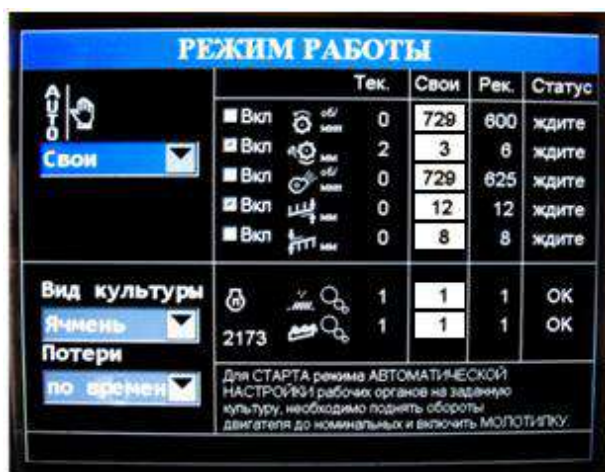 РЕЖИМ РАБОТЫ
Тек. Свои Рек. Статус
AUTO
Свои
Вкл об/мин 0 729 600 ждите
Вкл мм 2 3 6 ждите
Вкл об/мин 0 729 625 ждите
Вкл мм 0 12 12 ждите
Вкл мм 0 8 8 ждите
Вид культуры
Ячмень
Потери
по времен
1 1 1 ОК
2173 1 1 1 ОК
Для СТАРТА режима АВТОМАТИЧЕСКОЙ
НАСТРОЙКИ рабочих органов на заданную
культуру, необходимо поднять обороты
двигателя до номинальных и включить МОЛОТИЛКУ.